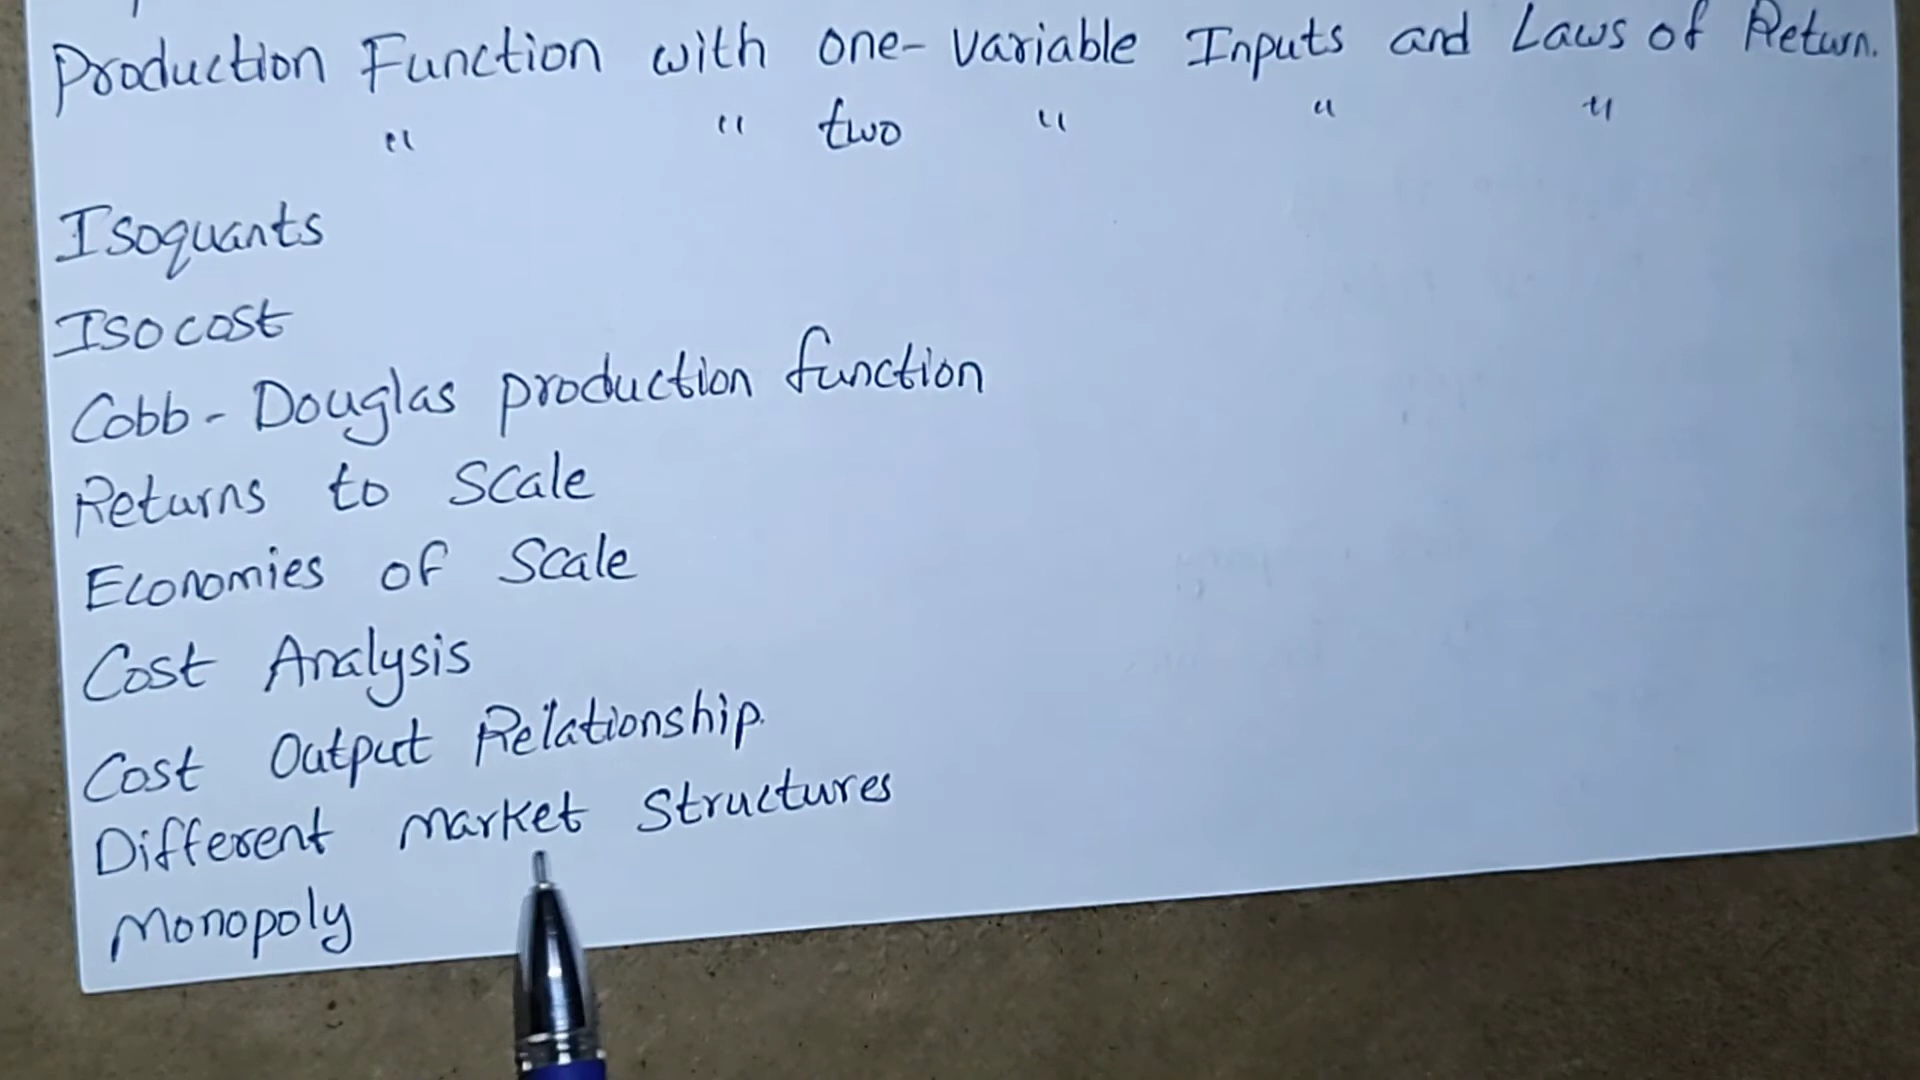 Production Function with one-variable Inputs and Laws of Return.
" " two " " "
Isoquants
Isocost
Cobb-Douglas production function
Returns to Scale
Economies of Scale
Cost Analysis
Cost Output Relationship.
Different Market Structures
Monopoly